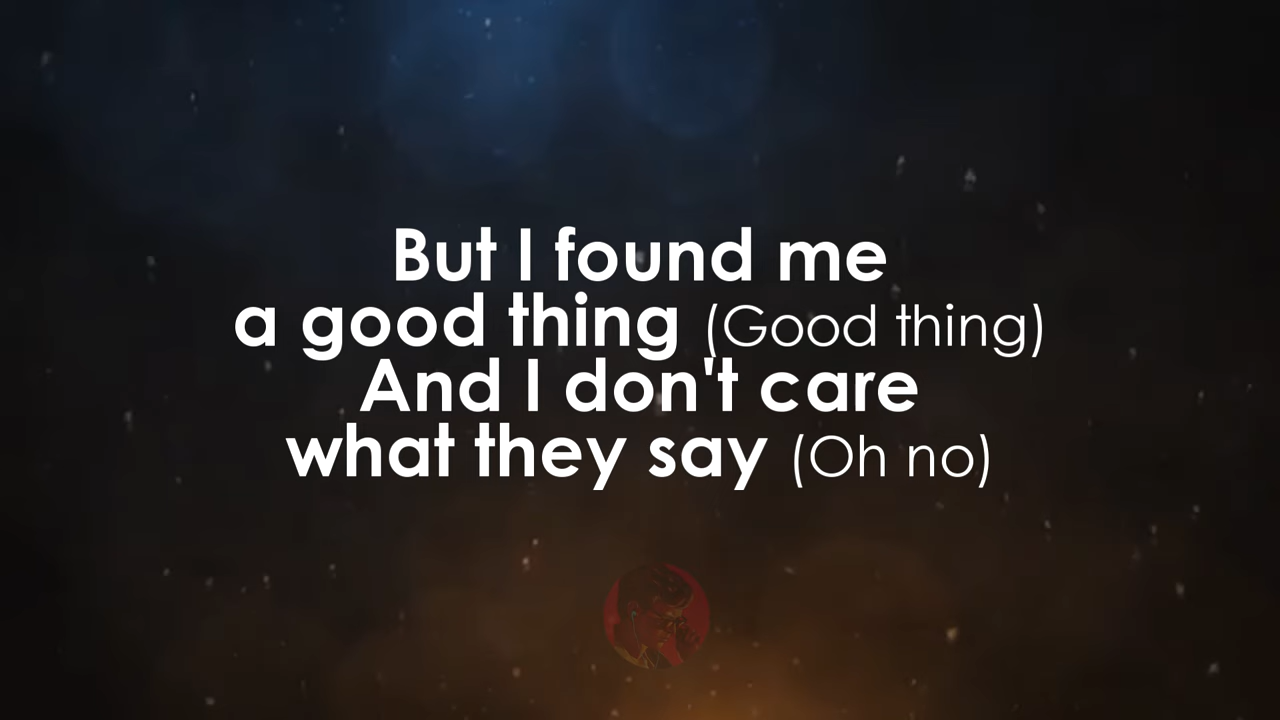 But I found me
a good thing (Good thing)
And I don't care
what they say (Oh no)